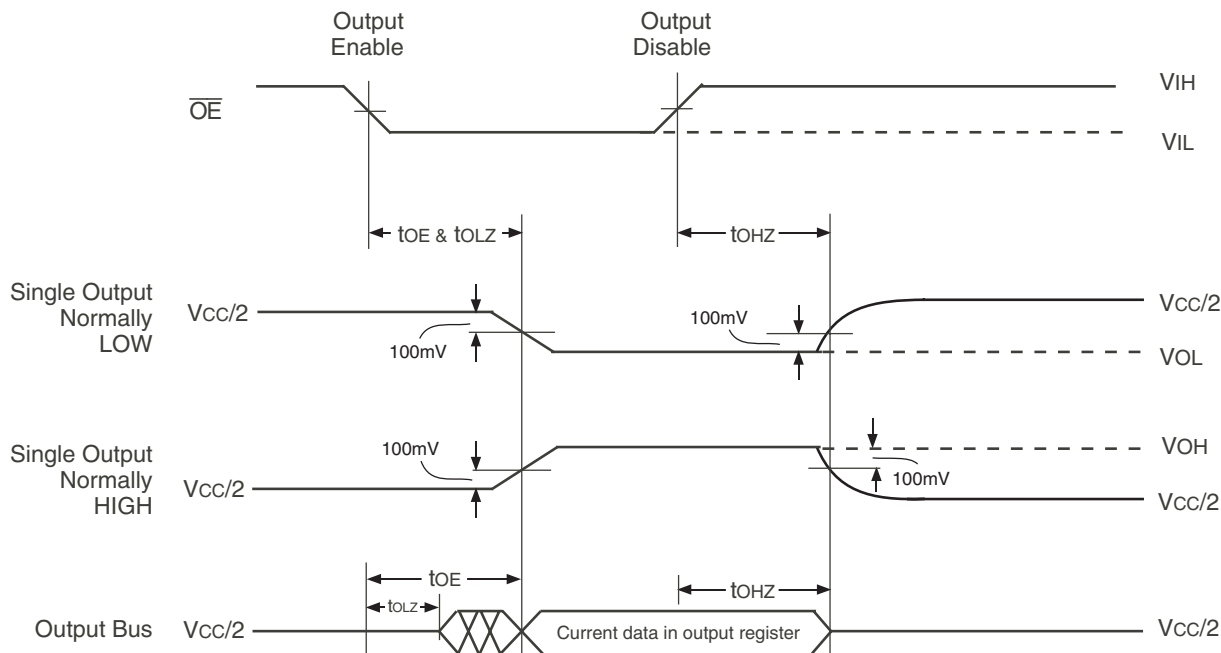 Output
Enable
Output
Disable
OE
VIH
VIL
tOE & tOLZ
tOHZ
Single Output
Normally
LOW
VCC/2
100mV
100mV
VCC/2
VOL
Single Output
Normally
HIGH
VCC/2
100mV
VOH
100mV
VCC/2
tOE
tOLZ
tOHZ
Output Bus
VCC/2
Current data in output register
VCC/2